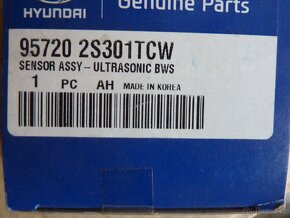 HYUNDAI
Genuine Parts
95720 2S301TCW
SENSOR ASSY-ULTRASONIC BWS
1 PC AH MADE IN KOREA